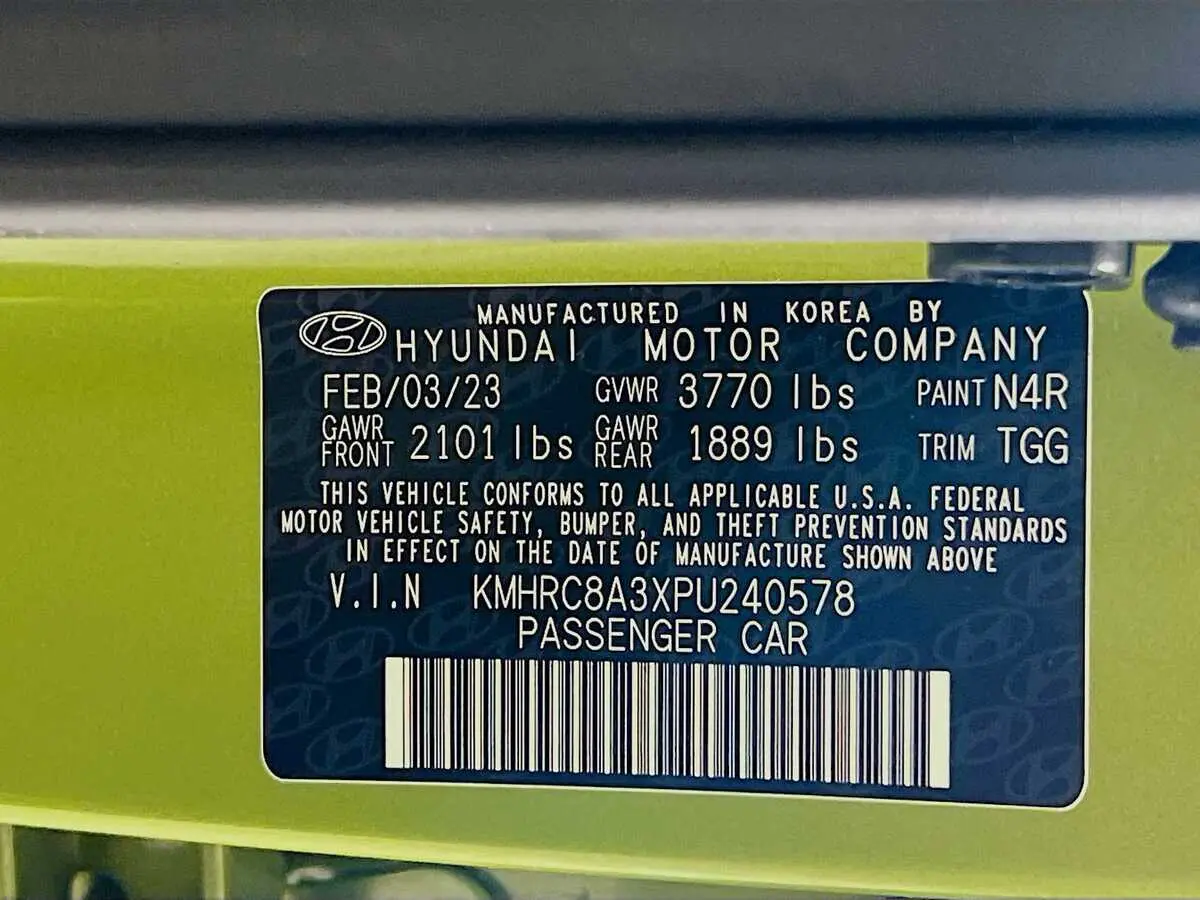 MANUFACTURED IN KOREA BY
HYUNDAI MOTOR COMPANY
FEB/03/23 GVWR 3770 lbs PAINT N4R
GAWR FRONT 2101 lbs GAWR REAR 1889 lbs TRIM TGG
THIS VEHICLE CONFORMS TO ALL APPLICABLE U.S.A. FEDERAL
MOTOR VEHICLE SAFETY, BUMPER, AND THEFT PREVENTION STANDARDS
IN EFFECT ON THE DATE OF MANUFACTURE SHOWN ABOVE
V.I.N KMHRC8A3XPU240578
PASSENGER CAR